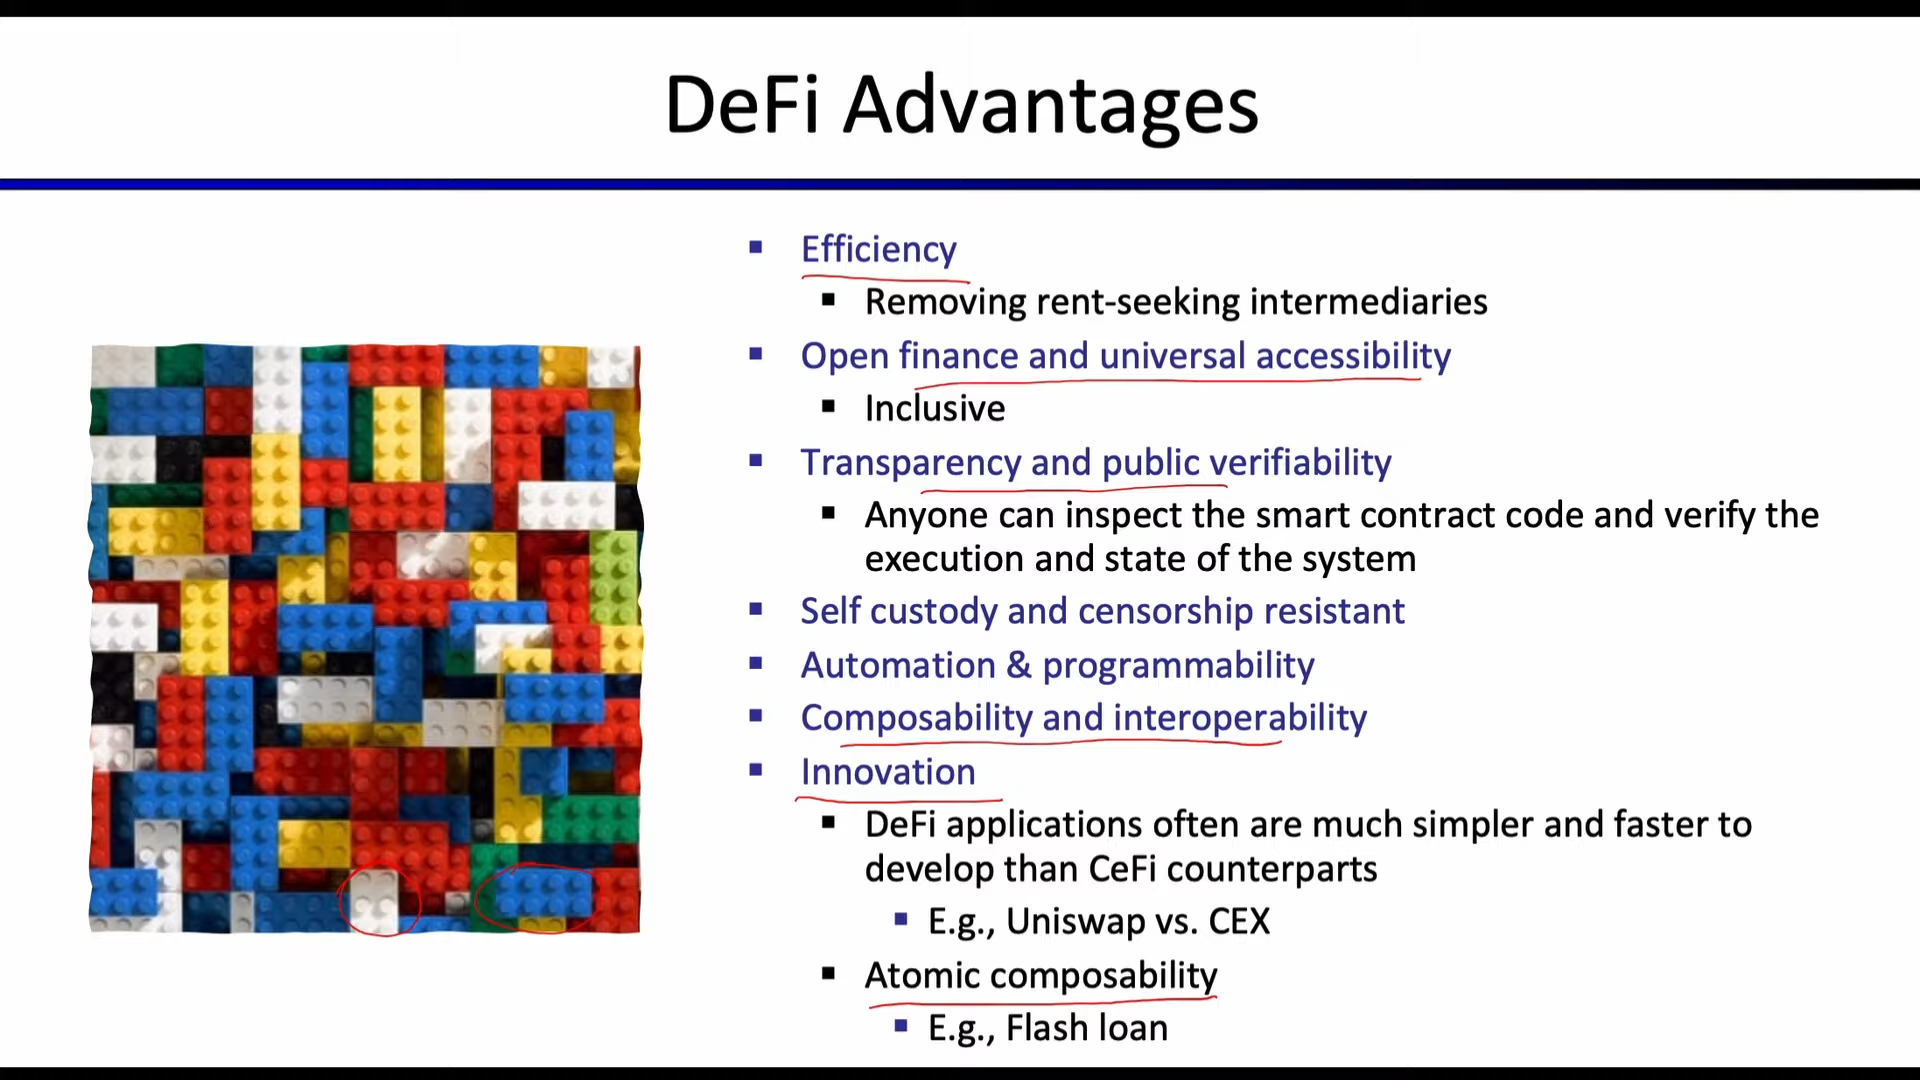 DeFi Advantages
Efficiency
Removing rent-seeking intermediaries
Open finance and universal accessibility
Inclusive
Transparency and public verifiability
Anyone can inspect the smart contract code and verify the
execution and state of the system
Self custody and censorship resistant
Automation & programmability
Composability and interoperability
Innovation
DeFi applications often are much simpler and faster to
develop than CeFi counterparts
E.g., Uniswap vs. CEX
Atomic composability
E.g., Flash loan